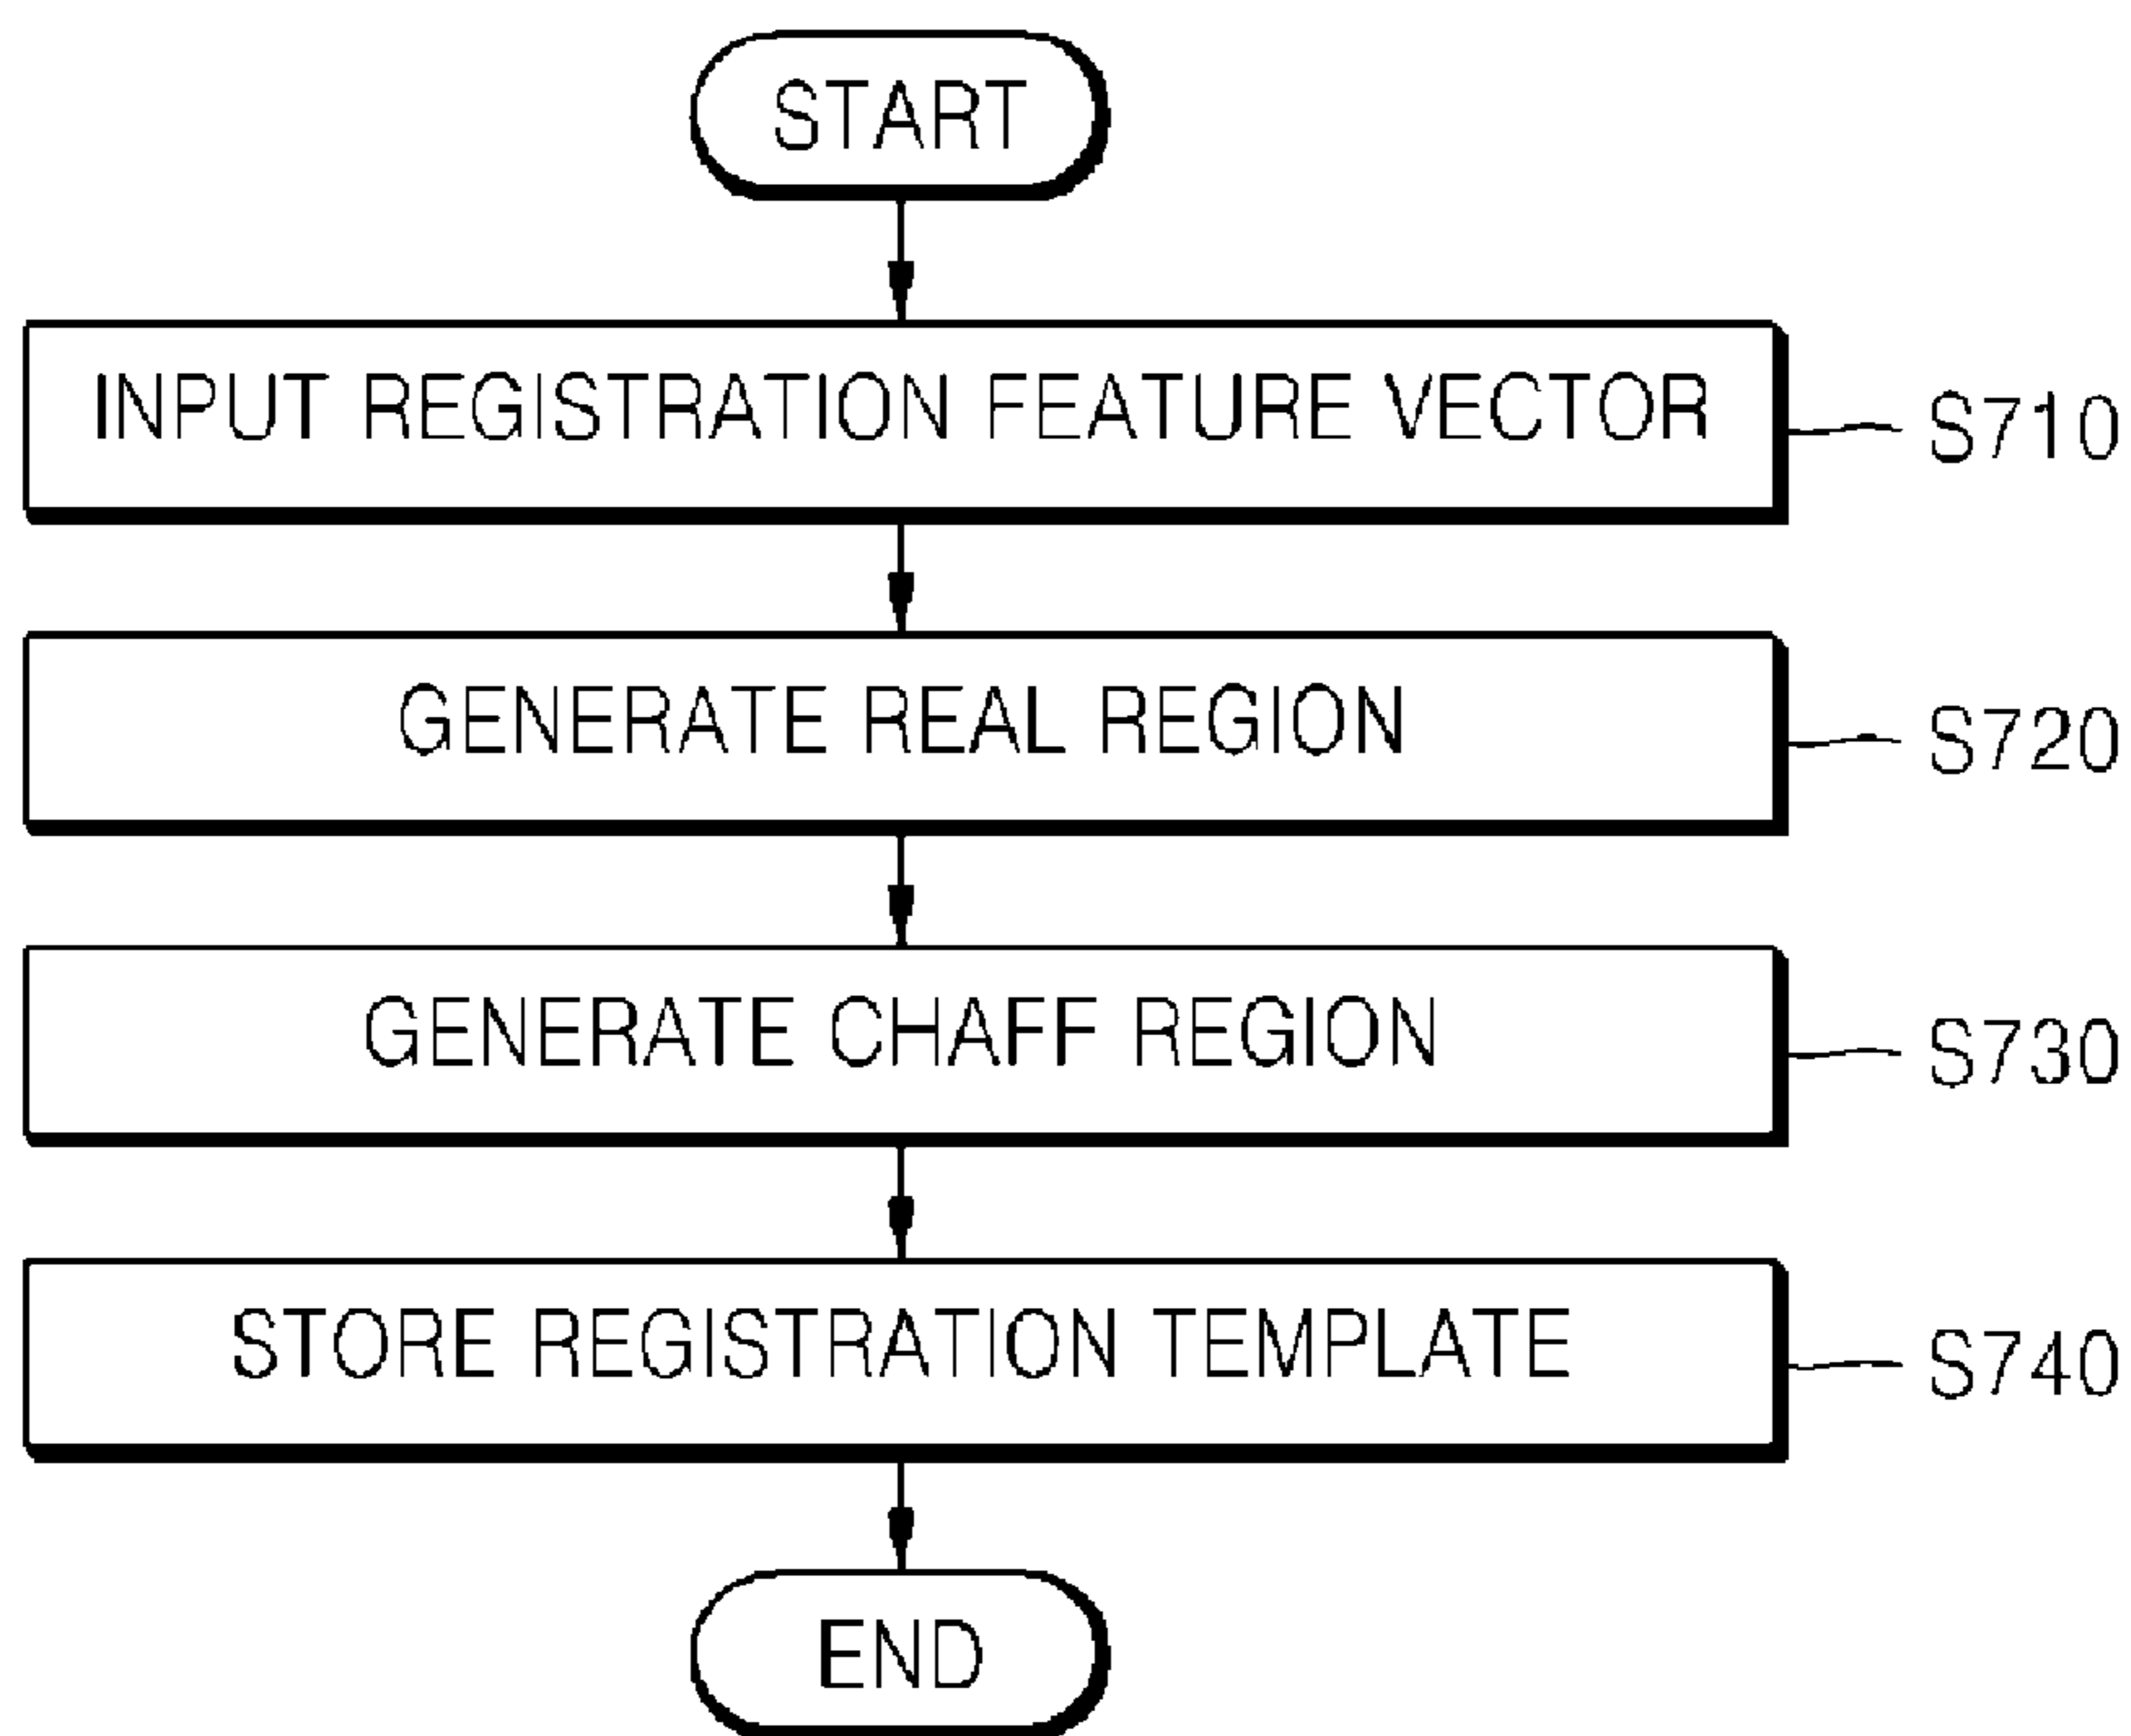 START
INPUT REGISTRATION FEATURE VECTOR
S710
GENERATE REAL REGION
S720
GENERATE CHAFF REGION
S730
STORE REGISTRATION TEMPLATE
S740
END